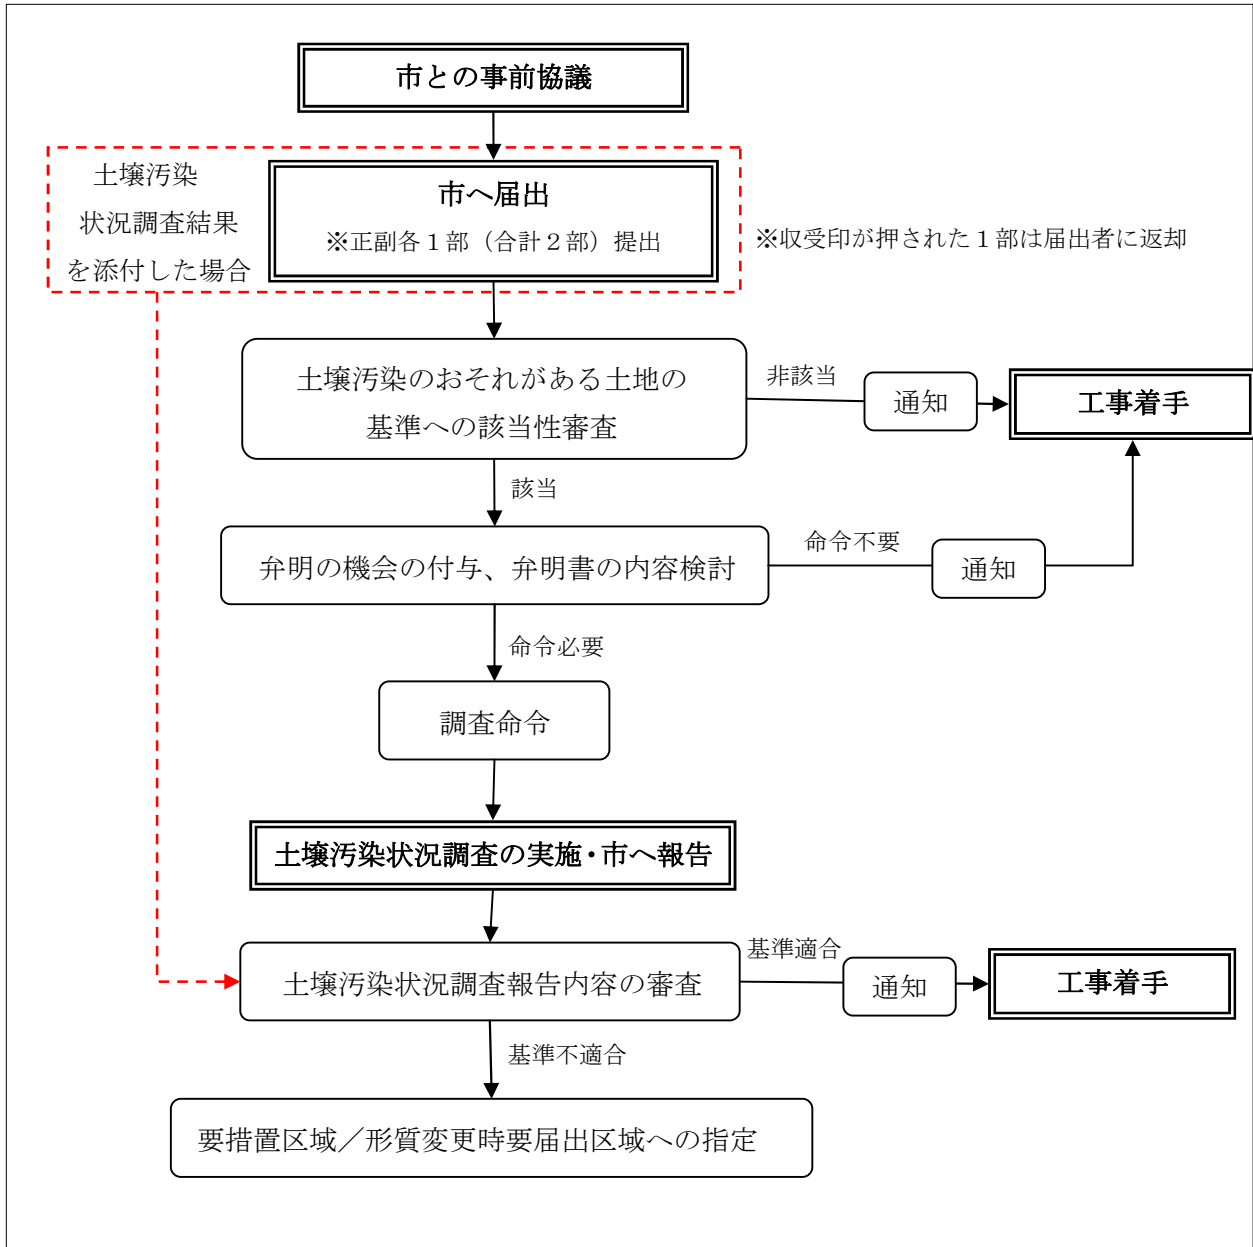 市との事前協議
土壌汚染
状況調査結果
を添付した場合
市へ届出
※正副各１部（合計２部）提出
※収受印が押された１部は届出者に返却
土壌汚染のおそれがある土地の
基準への該当性審査
非該当
通知
工事着手
該当
弁明の機会の付与、弁明書の内容検討
命令不要
通知
命令必要
調査命令
土壌汚染状況調査の実施・市へ報告
土壌汚染状況調査報告内容の審査
基準適合
通知
工事着手
基準不適合
要措置区域／形質変更時要届出区域への指定